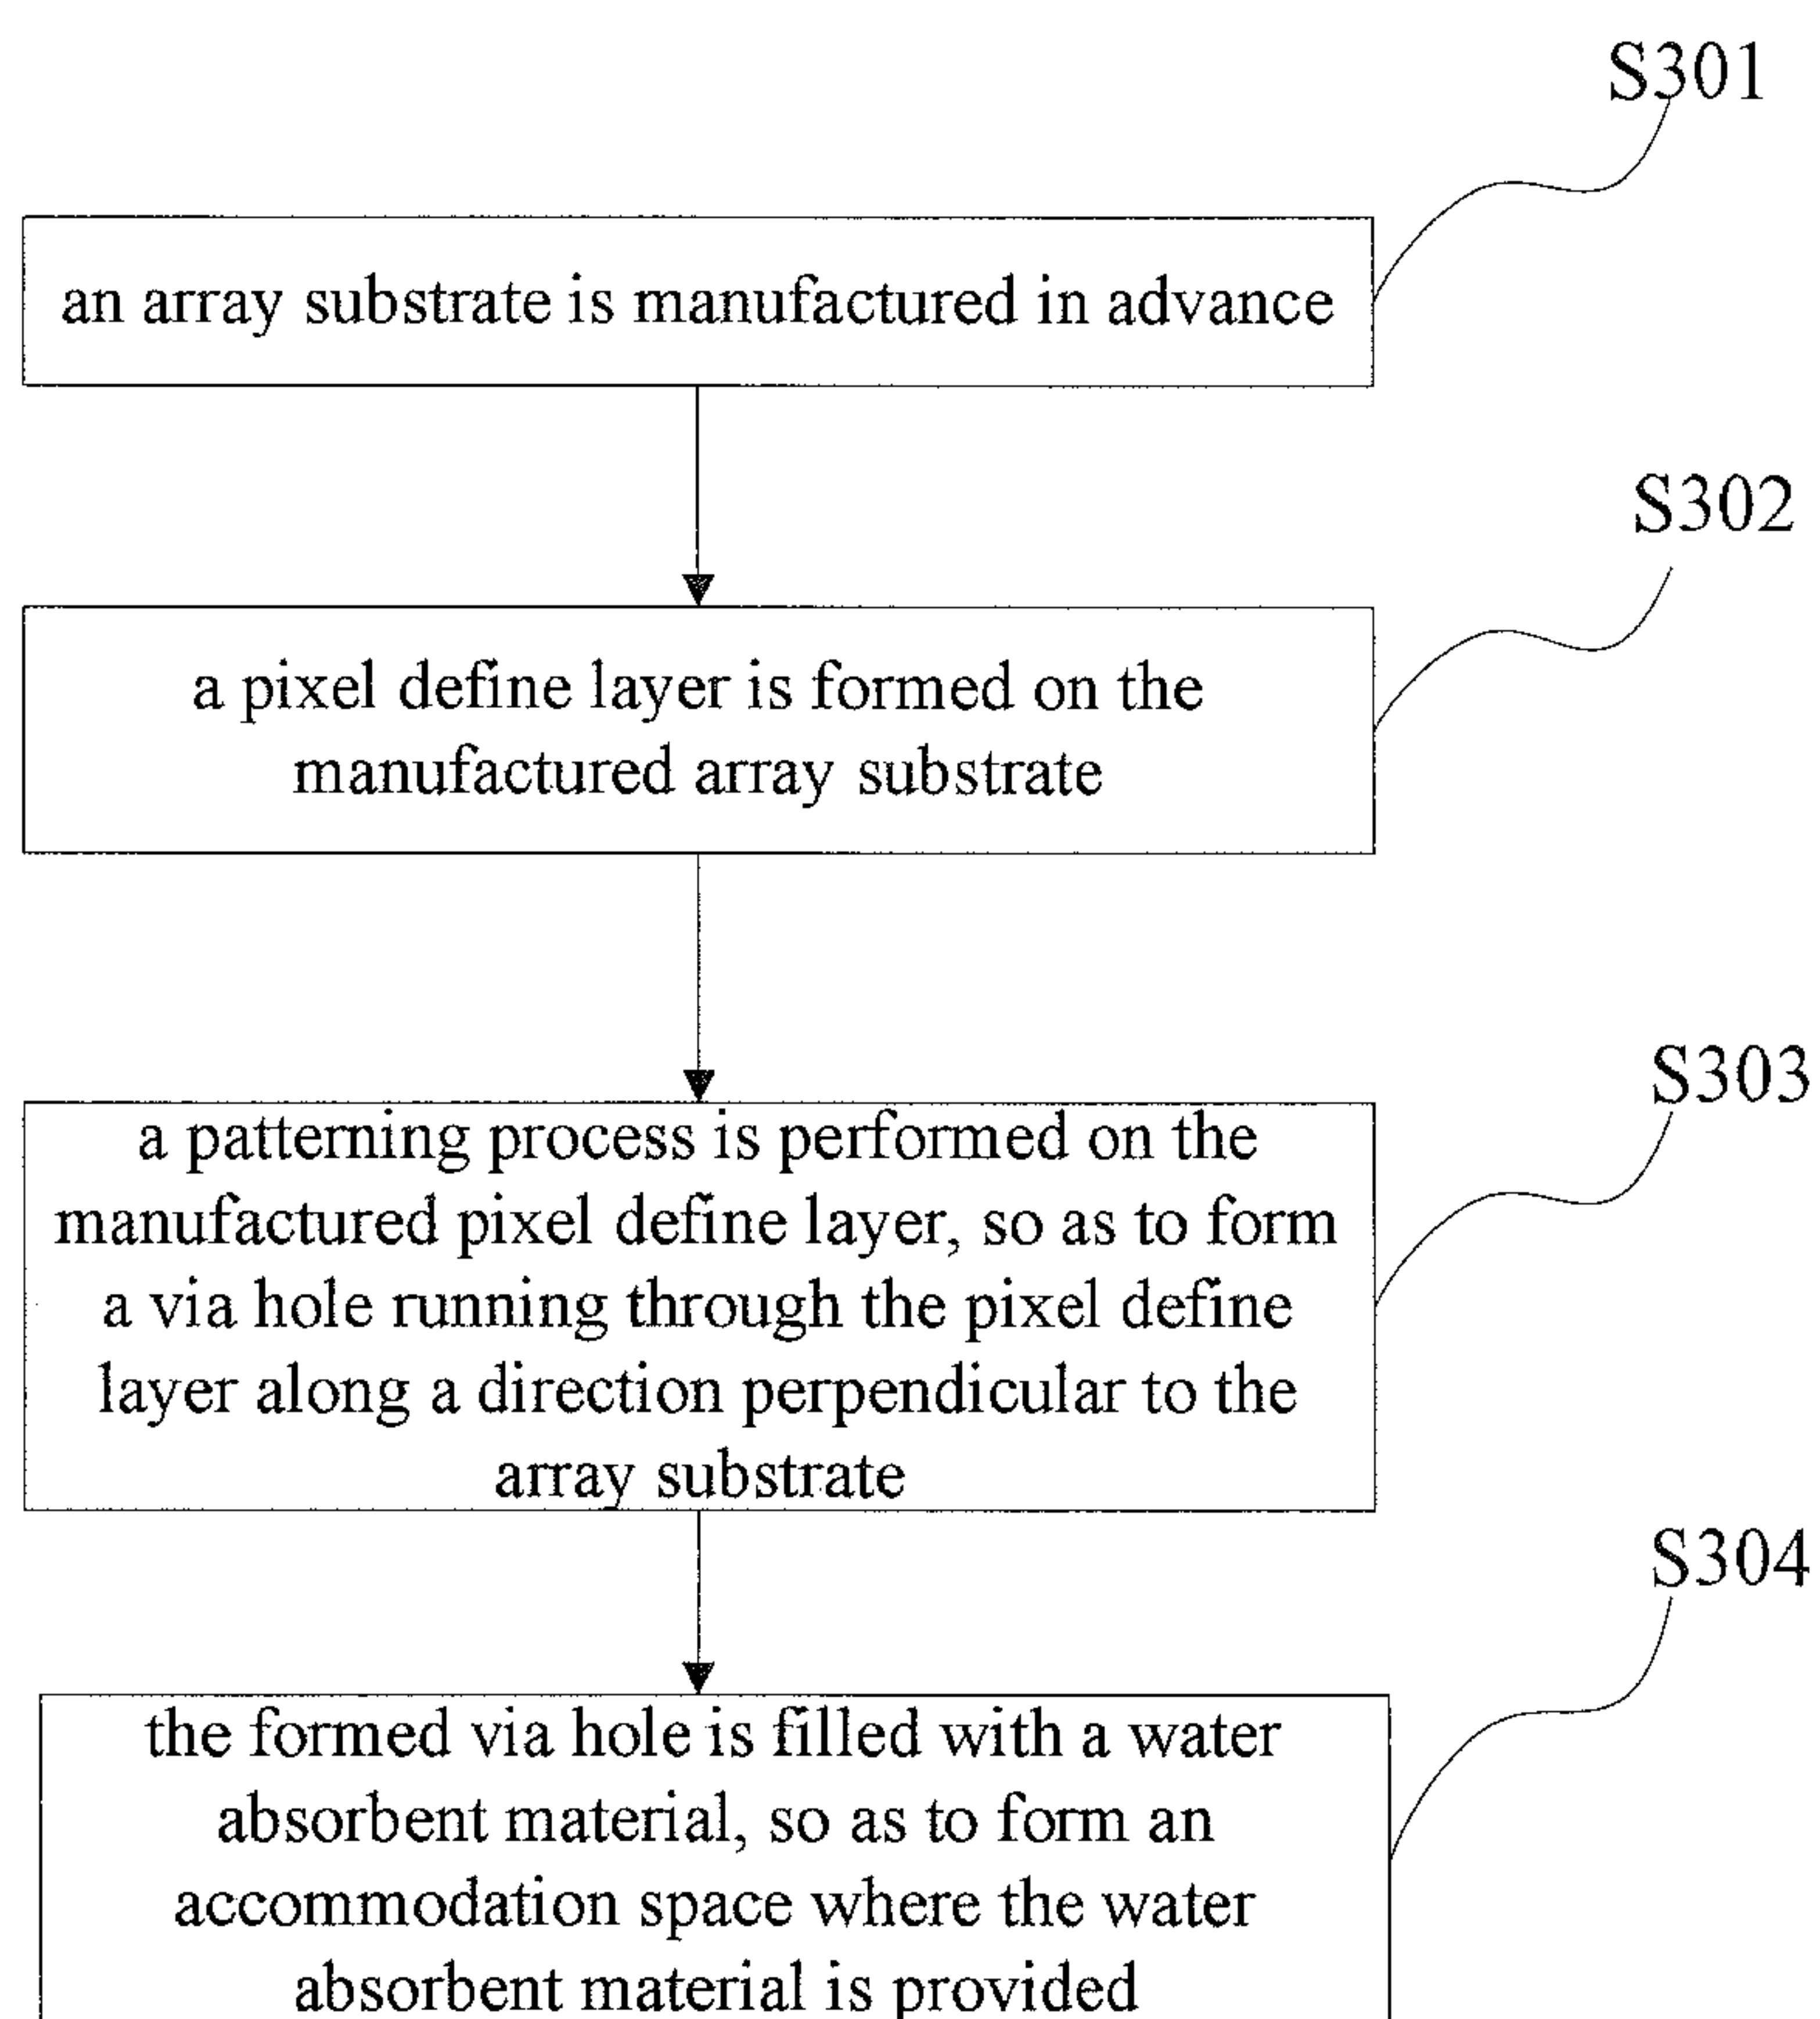 S301
an array substrate is manufactured in advance
S302
a pixel define layer is formed on the
manufactured array substrate
S303
a patterning process is performed on the
manufactured pixel define layer, so as to form
a via hole running through the pixel define
layer along a direction perpendicular to the
array substrate
S304
the formed via hole is filled with a water
absorbent material, so as to form an
accommodation space where the water
absorbent material is provided